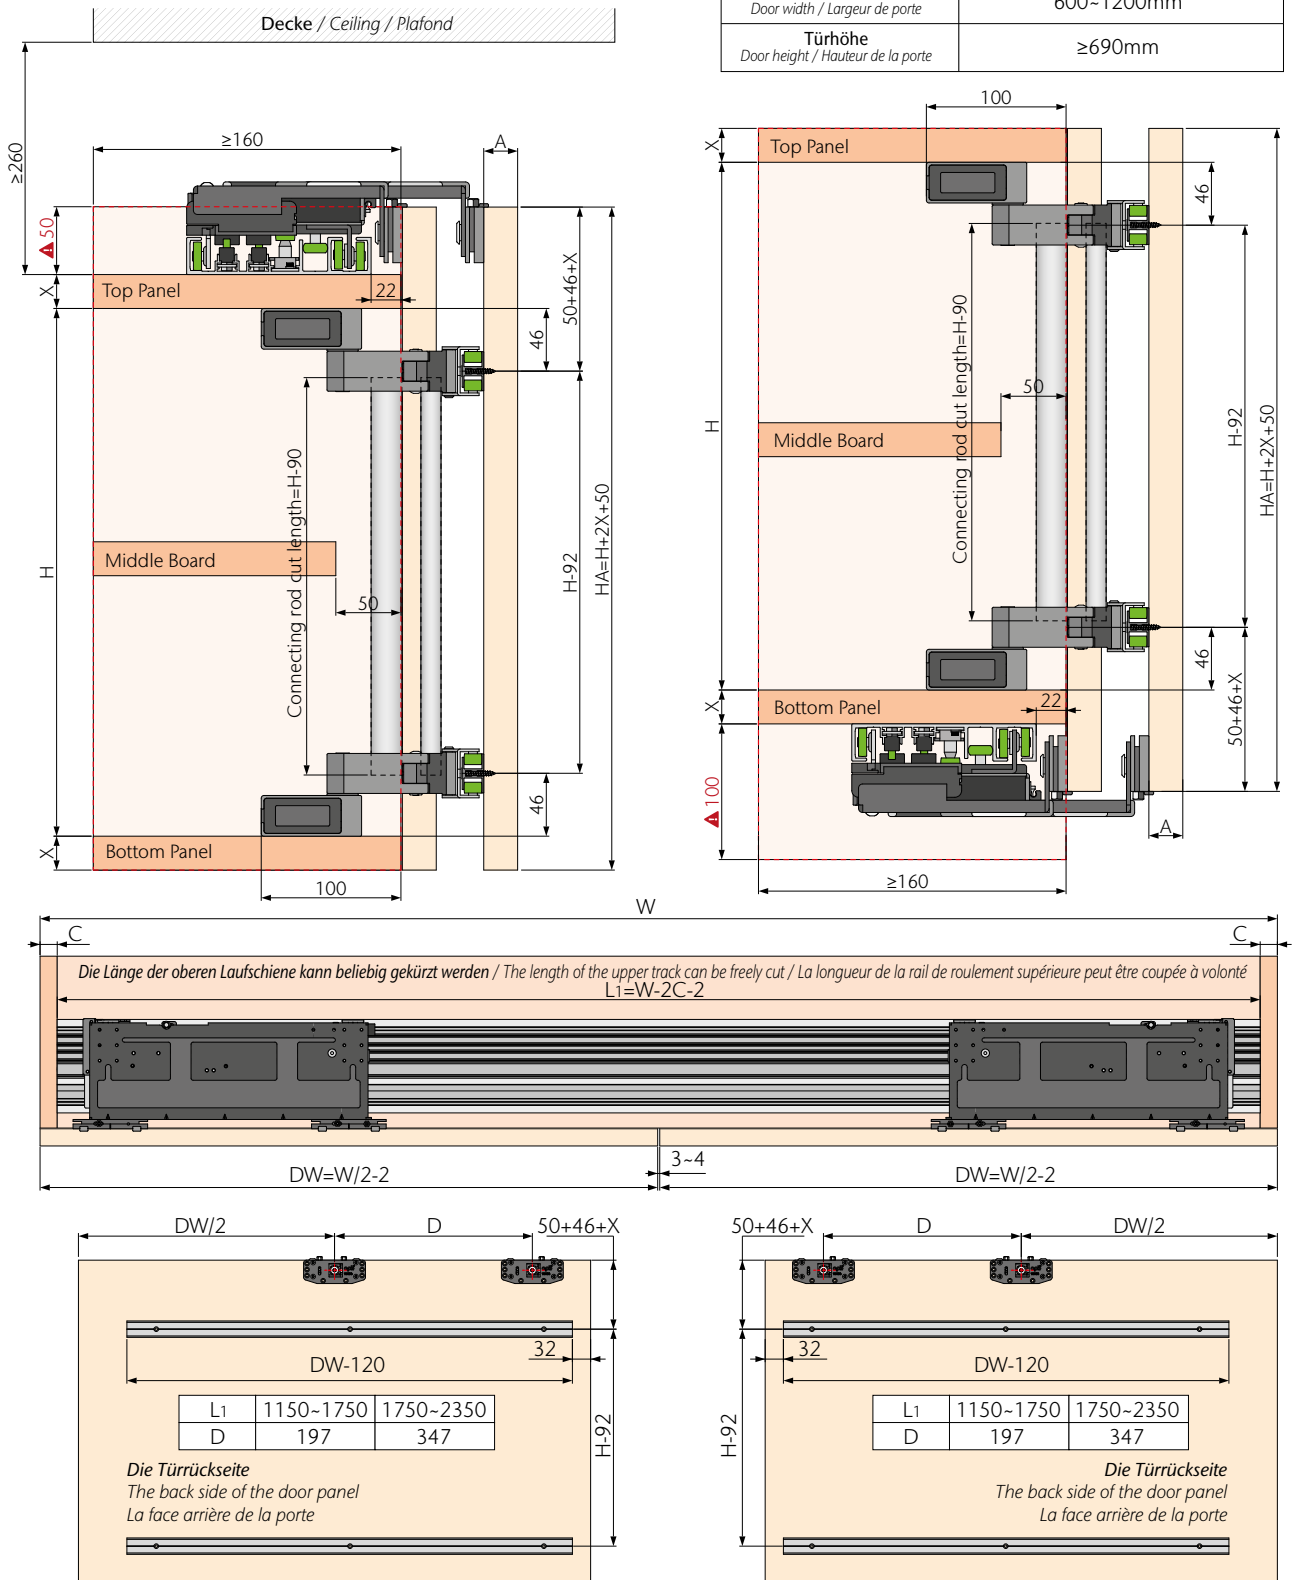 Door width / Largeur de porte
600~1200mm
Türhöhe
Door height / Hauteur de la porte
≥690mm
Decke / Ceiling / Plafond
≥260
≥160
A
50
X
Top Panel
22
50+46+X
46
H
Connecting rod cut length=H-90
Middle Board
50
H-92
HA=H+2X+50
46
X
Bottom Panel
100
100
X
Top Panel
46
H
Connecting rod cut length=H-90
50
Middle Board
H-92
HA=H+2X+50
46
X
Bottom Panel
22
50+46+X
100
A
≥160
W
C
C
Die Länge der oberen Laufschiene kann beliebig gekürzt werden / The length of the upper track can be freely cut / La longueur de la rail de roulement supérieure peut être coupée à volonté
L1=W-2C-2
3~4
DW=W/2-2
DW=W/2-2
DW/2
D
50+46+X
32
DW-120
L1 1150~1750 1750~2350
D 197 347
H-92
Die Türrückseite
The back side of the door panel
La face arrière de la porte
50+46+X
D
DW/2
32
DW-120
L1 1150~1750 1750~2350
D 197 347
H-92
Die Türrückseite
The back side of the door panel
La face arrière de la porte